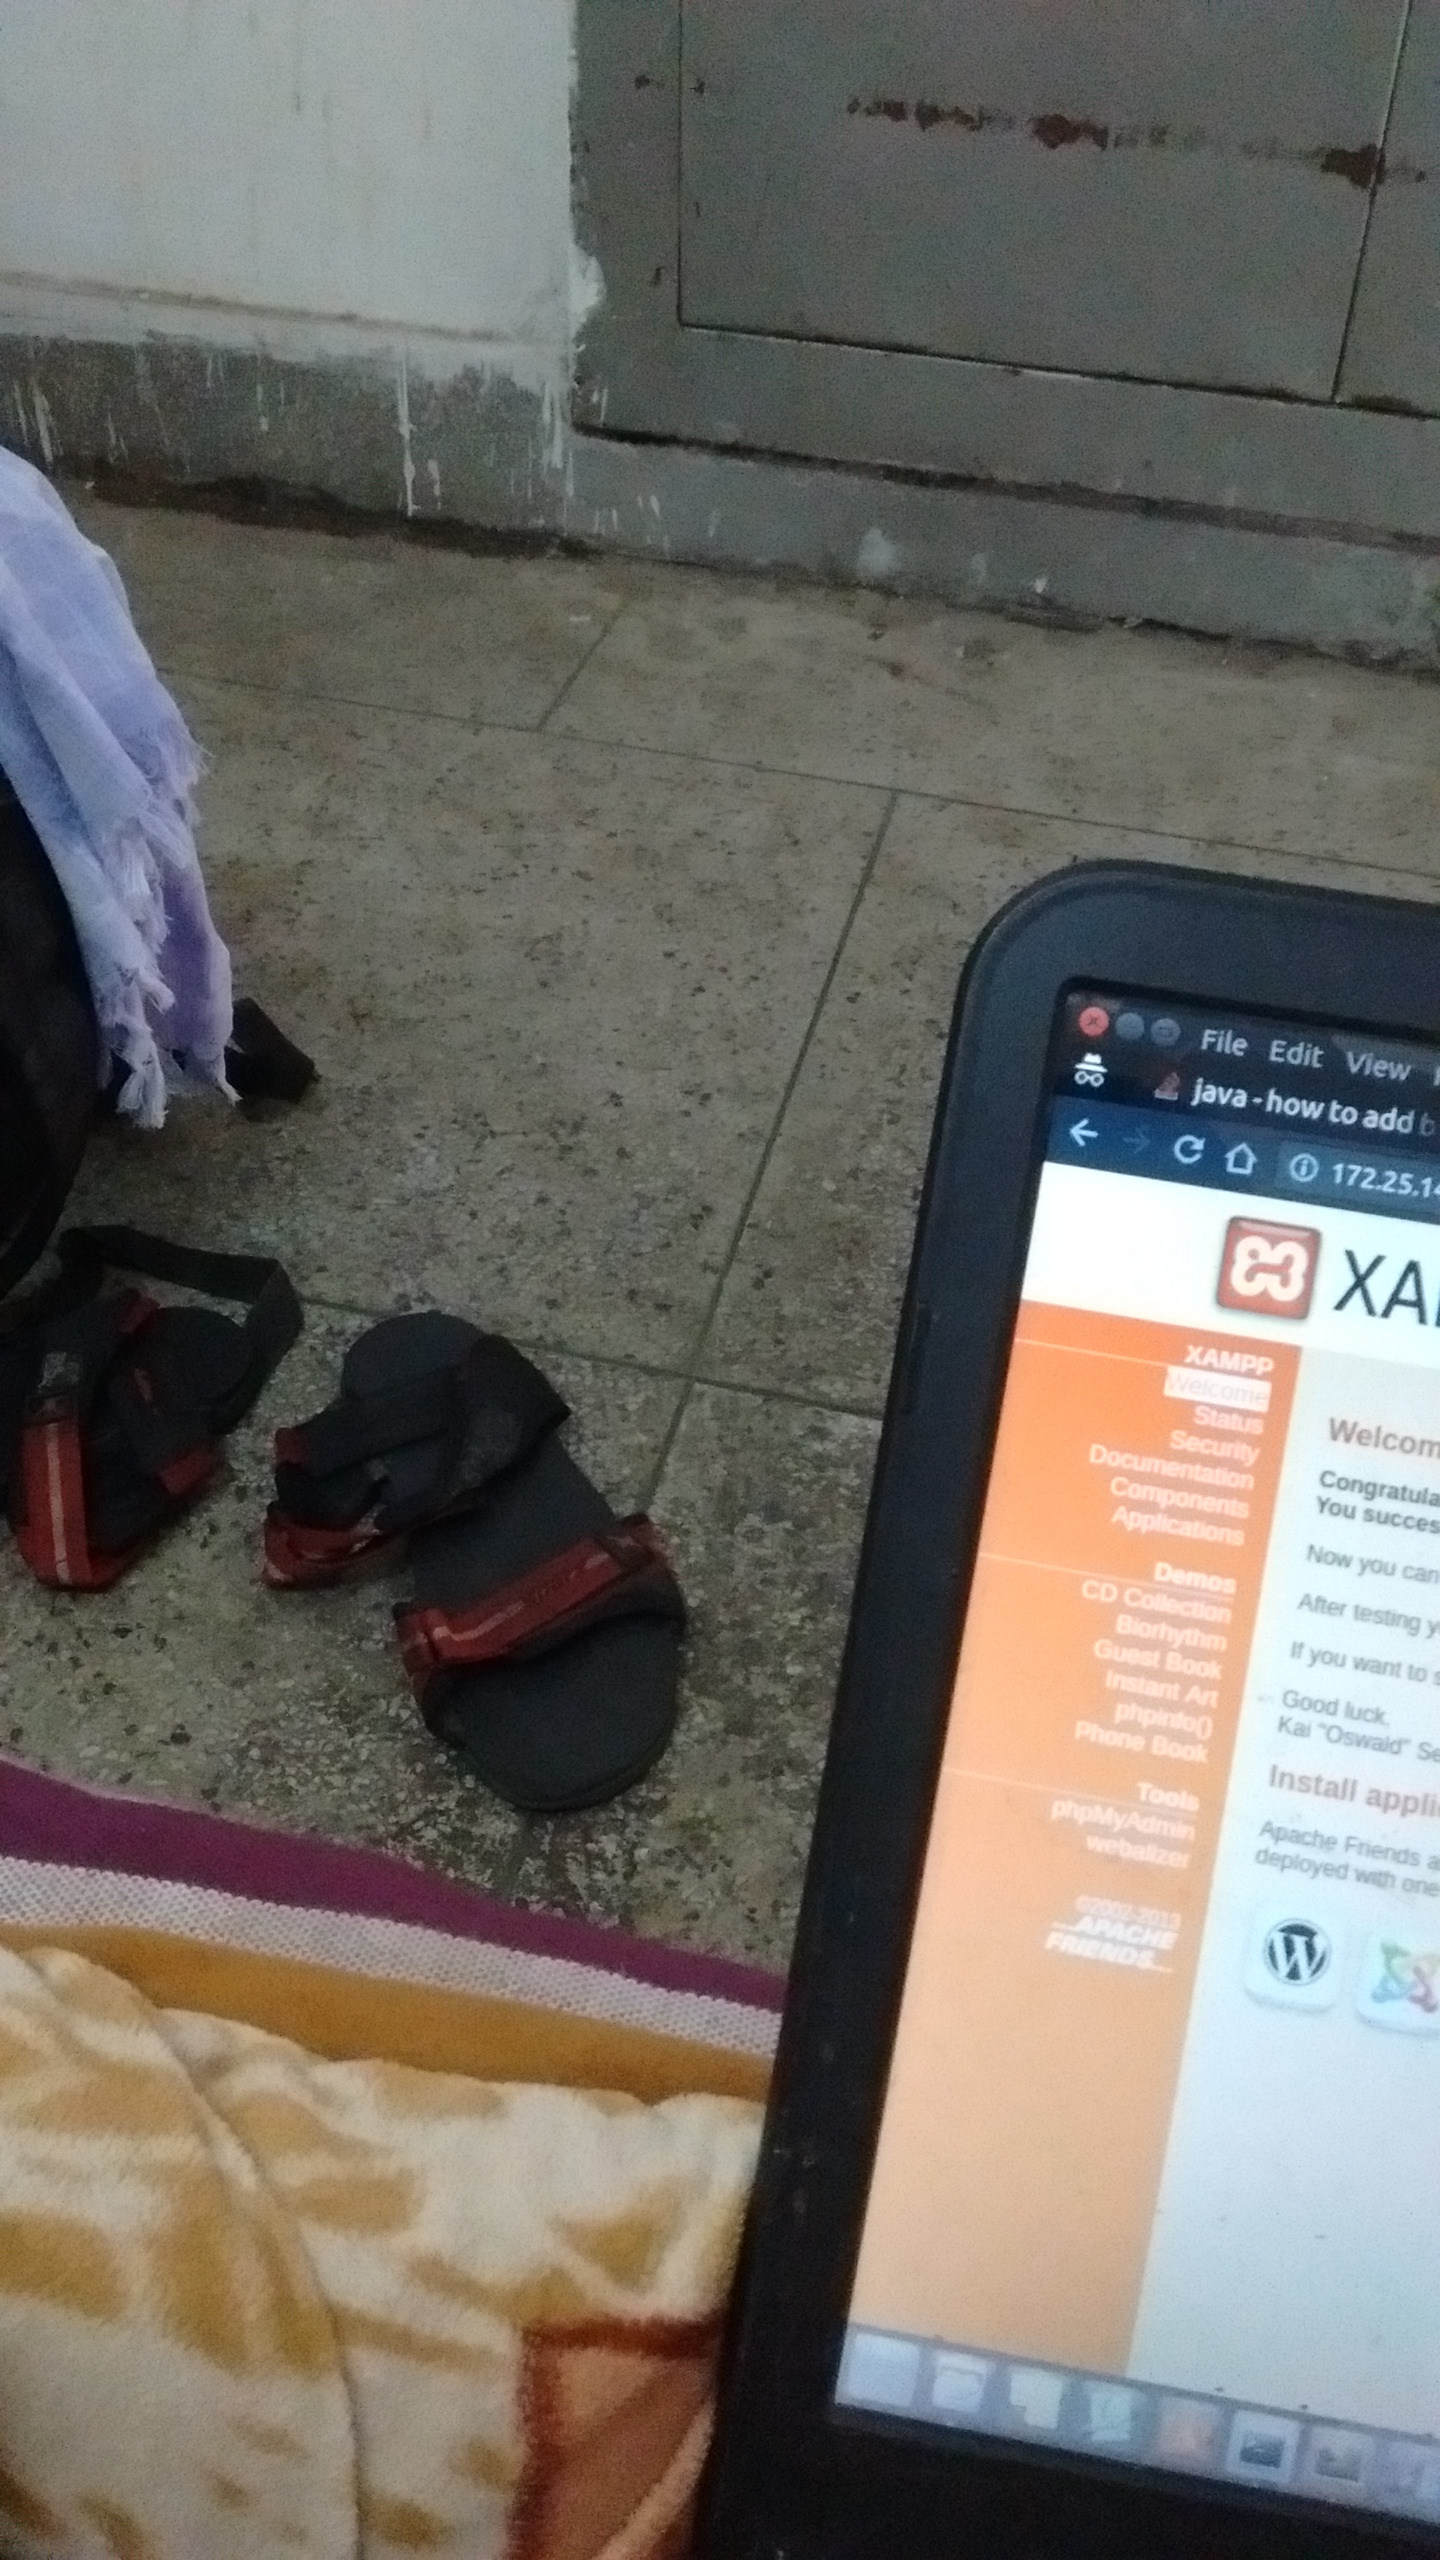 File Edit View
java - how to add
172.25.14
XAMPP
Welcome
Status
Security
Documentation
Components
Applications
Demos
CD Collection
Biorhythm
Guest Book
Instant Art
phpinfo()
Phone Book
Tools
phpMyAdmin
webalizer
©2002-2013
...APACHE
FRIENDS...
XA
Welcom
Congratula
You succes
Now you can
After testing y
If you want to s
Good luck,
Kai "Oswald" Se
Install applic
Apache Friends a
deployed with one